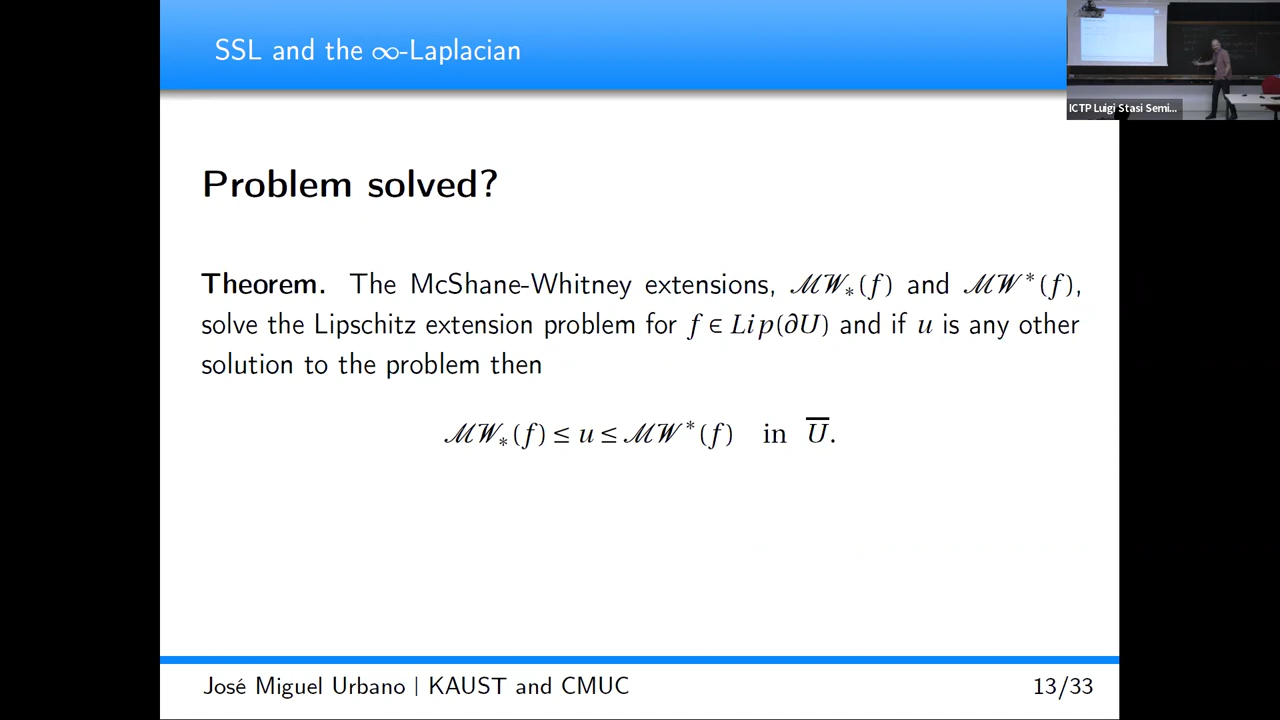 SSL and the ∞-Laplacian
ICTP Luigi Stasi Semi...
Problem solved?
Theorem. The McShane-Whitney extensions, ℳ𝒲_*(f) and ℳ𝒲^*(f),
solve the Lipschitz extension problem for f ∈ Lip(∂U) and if u is any other
solution to the problem then
ℳ𝒲_*(f) ≤ u ≤ ℳ𝒲^*(f) in U̅.
José Miguel Urbano | KAUST and CMUC
13/33